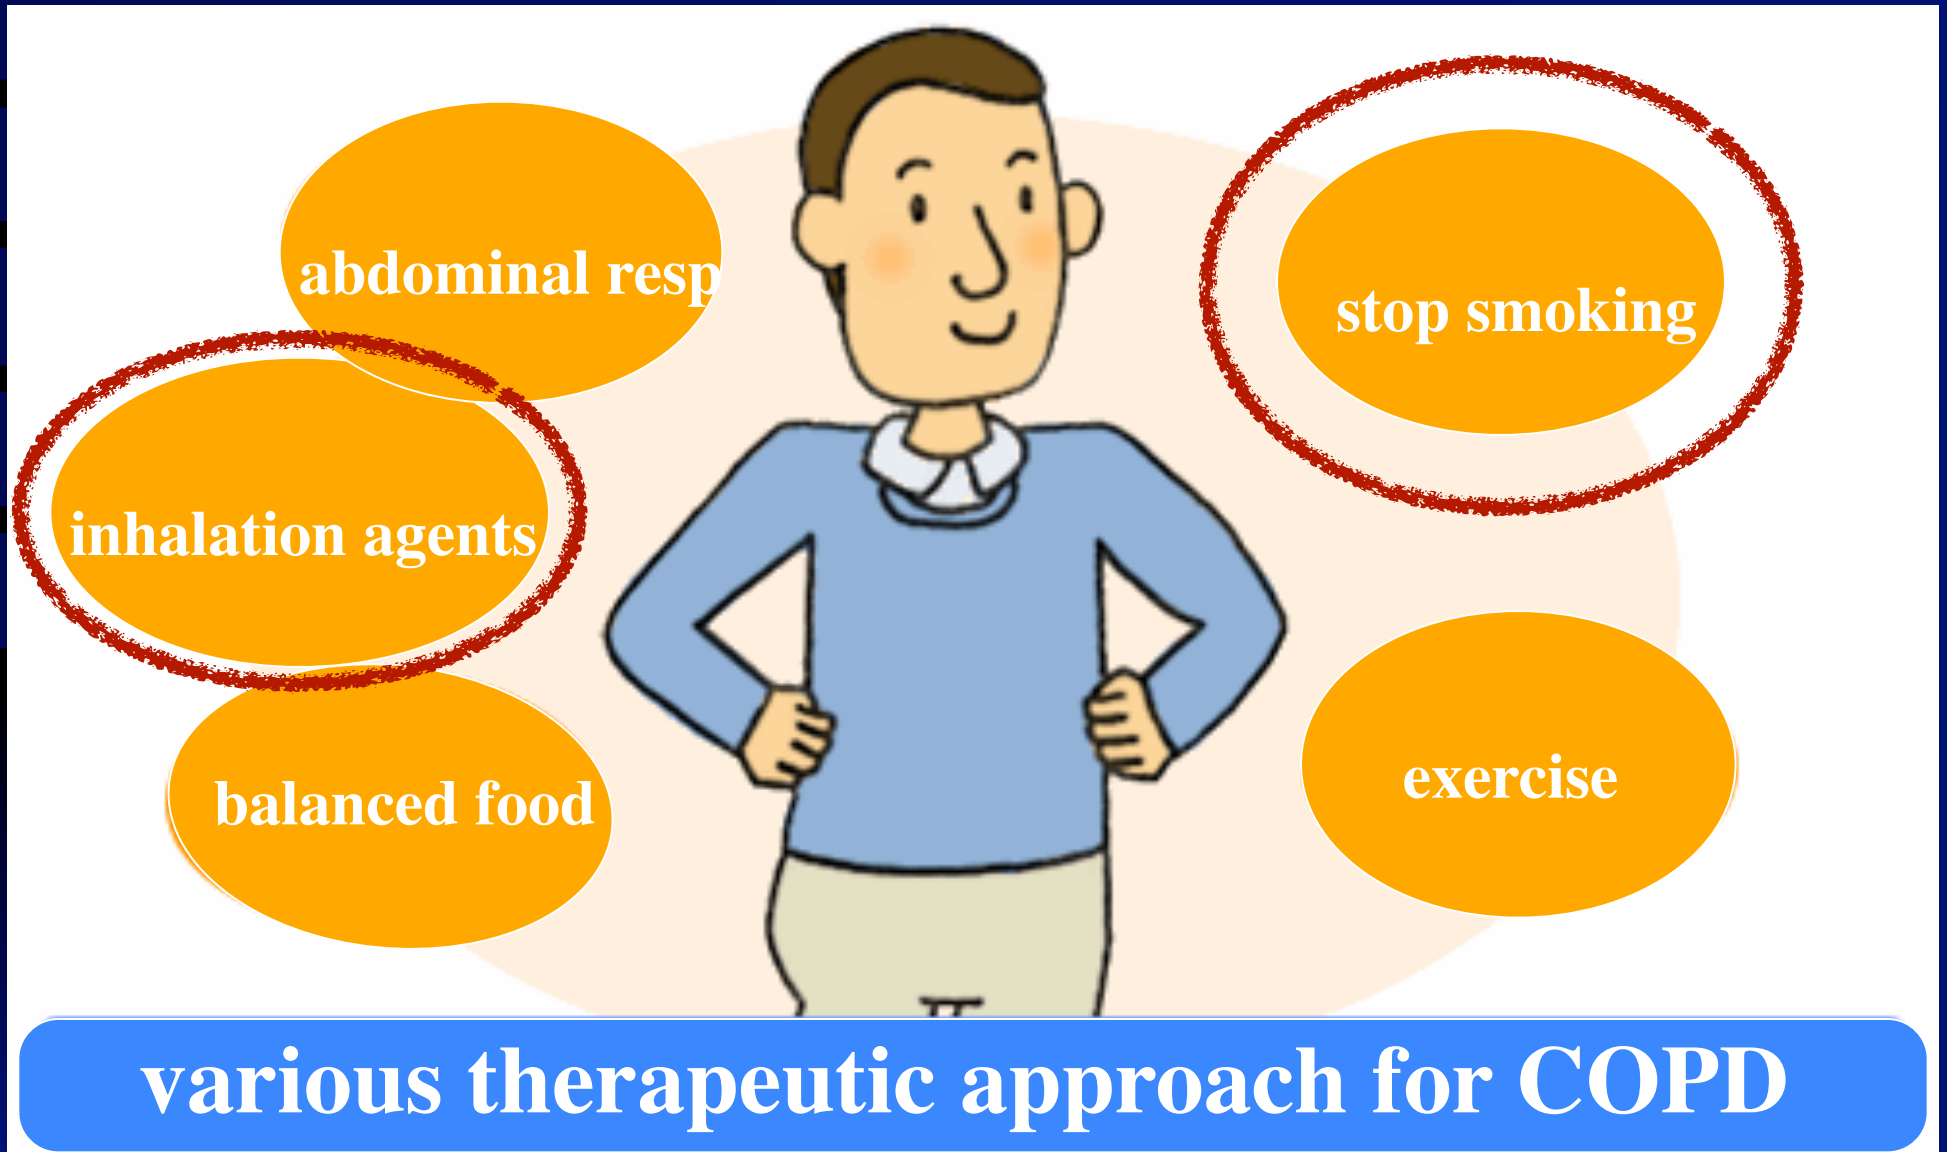 abdominal resp
stop smoking
inhalation agents
balanced food
exercise
various therapeutic approach for COPD